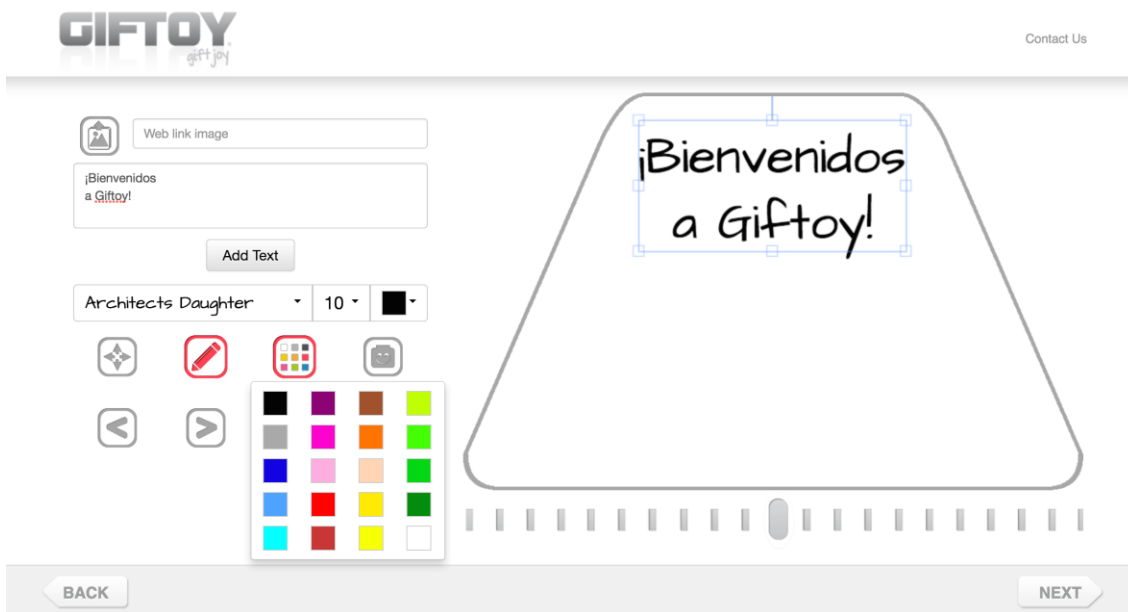 GIFTOY
gift joy
Contact Us
Web link image
¡Bienvenidos
a Giftoy!
Add Text
Architects Daughter
10
¡Bienvenidos
a Giftoy!
BACK
NEXT